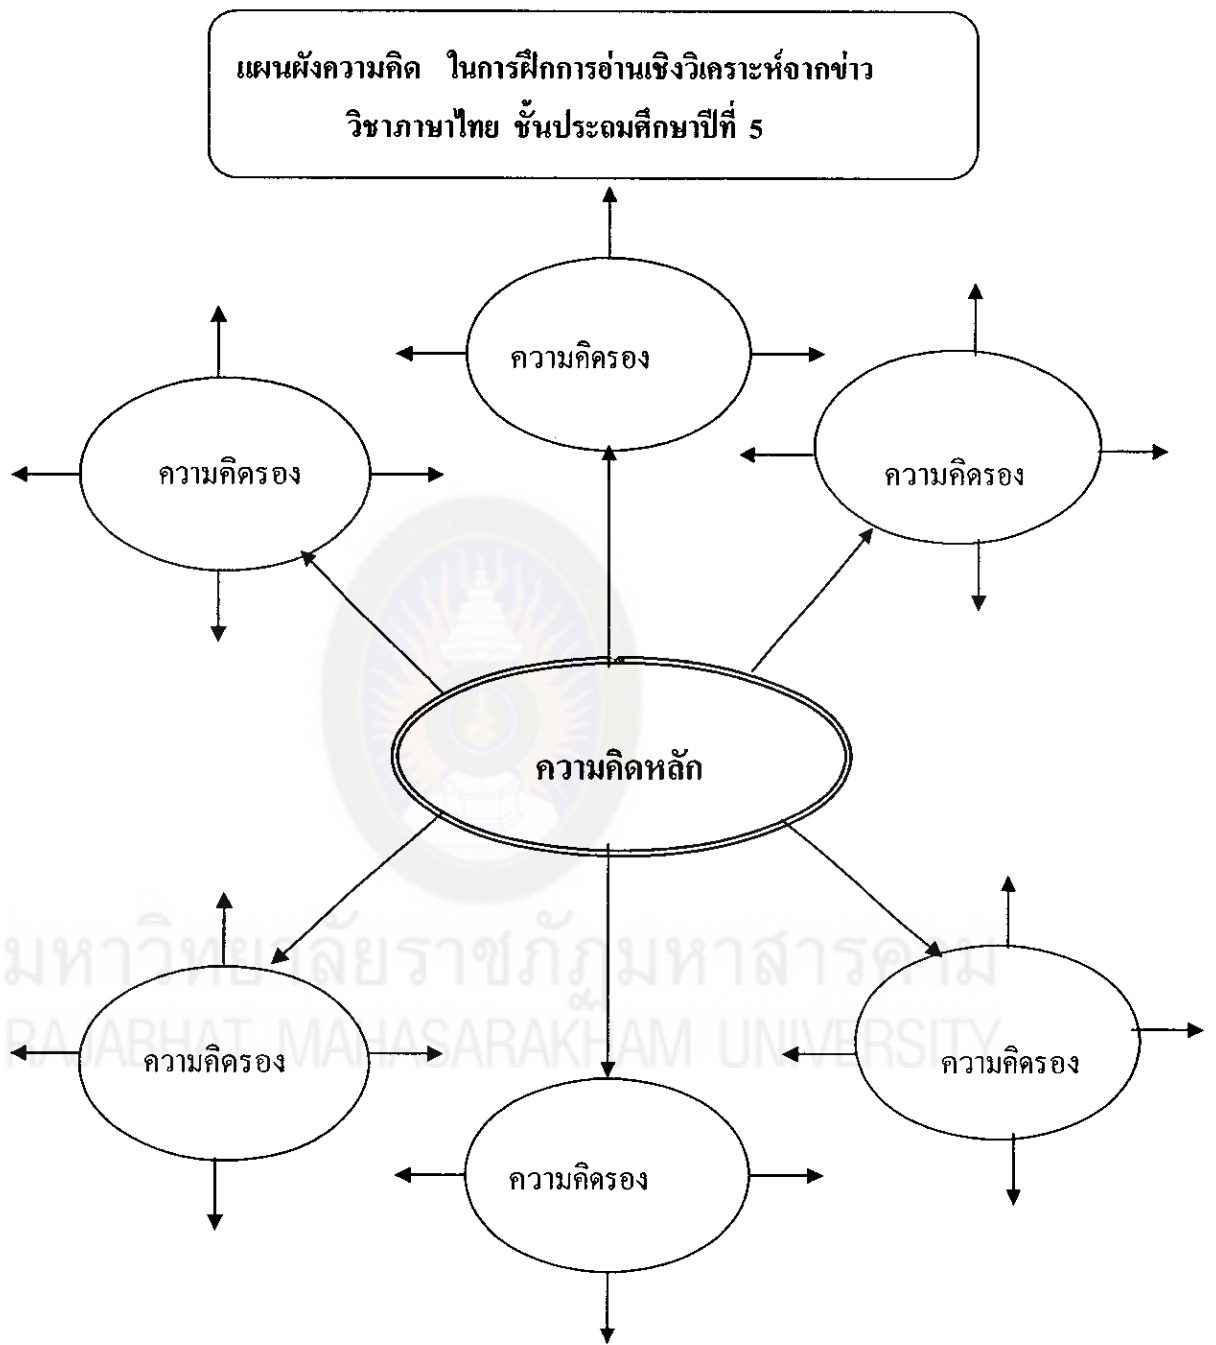 แผนผังความคิด ในการฝึกการอ่านเชิงวิเคราะห์จากข่าว
วิชาภาษาไทย ชั้นประถมศึกษาปีที่ 5
ความคิดรอง
ความคิดรอง
ความคิดรอง
ความคิดหลัก
มหาวิทยาลัยราชภัฏมหาสารคาม
RAJABHAT MAHASARAKHAM UNIVERSITY
ความคิดรอง
ความคิดรอง
ความคิดรอง